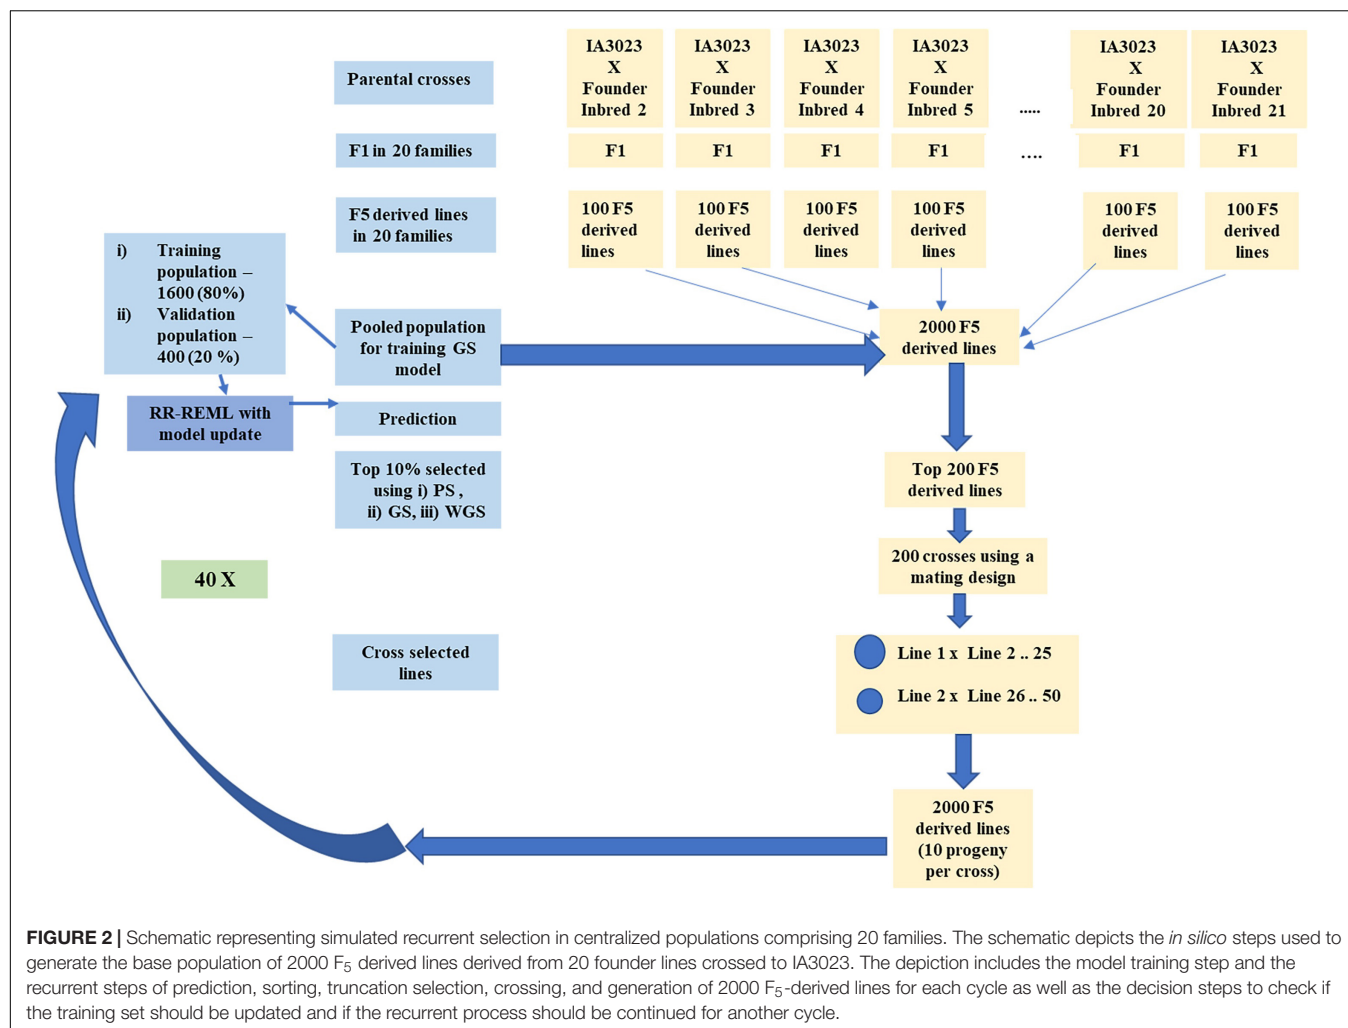 Parental crosses
IA3023
X
Founder
Inbred 2
IA3023
X
Founder
Inbred 3
IA3023
X
Founder
Inbred 4
IA3023
X
Founder
Inbred 5
.....
IA3023
X
Founder
Inbred 20
IA3023
X
Founder
Inbred 21
F1 in 20 families
F1
F1
F1
F1
....
F1
F1
F5 derived lines
in 20 families
100 F5
derived
lines
100 F5
derived
lines
100 F5
derived
lines
100 F5
derived
lines
100 F5
derived
lines
100 F5
derived
lines
i) Training
population –
1600 (80%)
ii) Validation
population –
400 (20 %)
Pooled population
for training GS
model
2000 F5
derived lines
RR-REML with
model update
Prediction
Top 10% selected
using i) PS ,
ii) GS, iii) WGS
Top 200 F5
derived lines
40 X
200 crosses using a
mating design
Cross selected
lines
Line 1 x Line 2 .. 25
Line 2 x Line 26 .. 50
2000 F5
derived lines
(10 progeny
per cross)
FIGURE 2 | Schematic representing simulated recurrent selection in centralized populations comprising 20 families. The schematic depicts the in silico steps used to
generate the base population of 2000 F5 derived lines derived from 20 founder lines crossed to IA3023. The depiction includes the model training step and the
recurrent steps of prediction, sorting, truncation selection, crossing, and generation of 2000 F5-derived lines for each cycle as well as the decision steps to check if
the training set should be updated and if the recurrent process should be continued for another cycle.